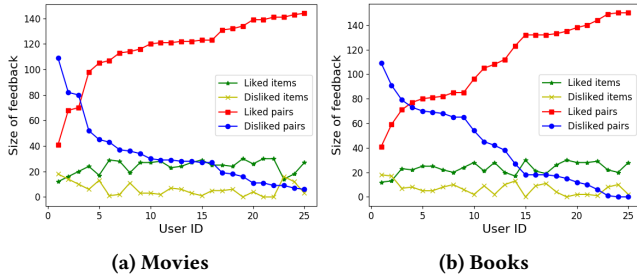 140
120
100
80
60
40
20
0
Size of feedback
Liked items
Disliked items
Liked pairs
Disliked pairs
0 5 10 15 20 25
User ID
(a) Movies
140
120
100
80
60
40
20
0
Size of feedback
Liked items
Disliked items
Liked pairs
Disliked pairs
0 5 10 15 20 25
User ID
(b) Books